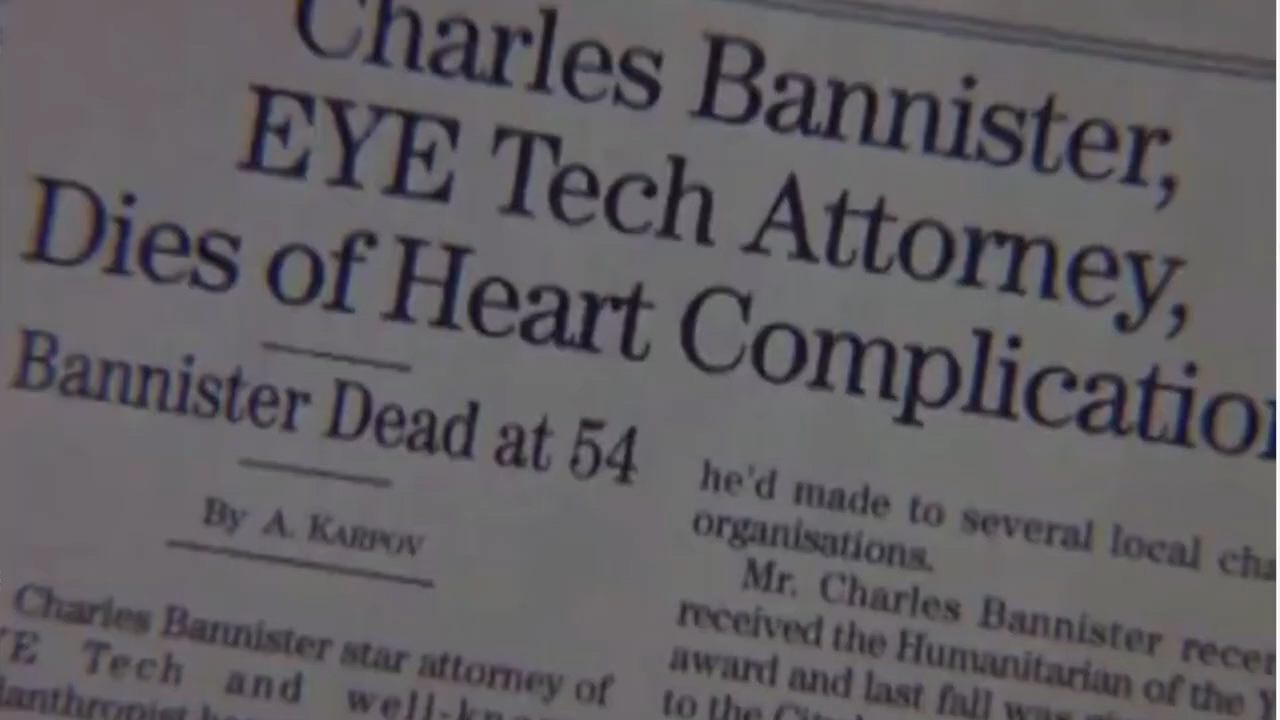 Charles Bannister,
EYE Tech Attorney,
Dies of Heart
Bannister Dead at 54
By A. KARPOV
Charles Bannister star attorney of
Tech and
he'd made to several local
organisations.
Mr. Charles Bannister
received the Humanitarian of the
award and last fall was
to the